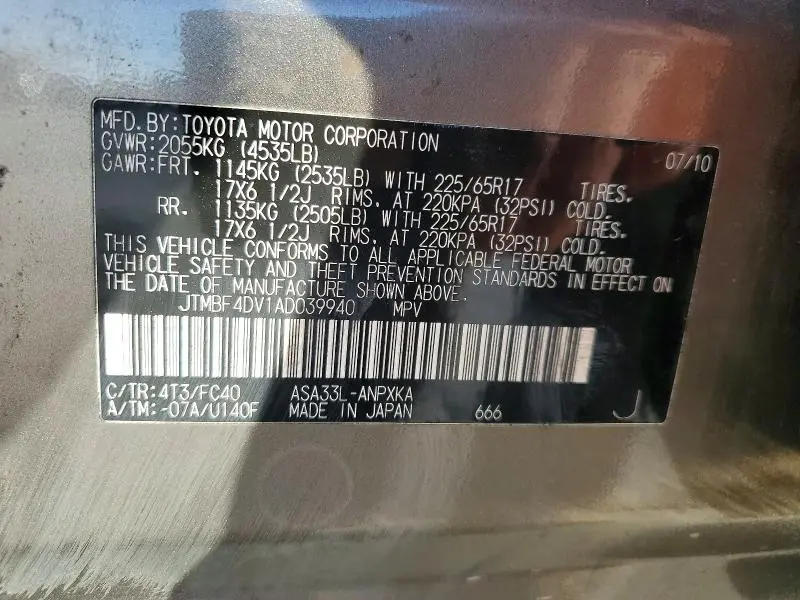 MFD. BY: TOYOTA MOTOR CORPORATION 07/10
GVWR: 2055KG (4535LB)
GAWR: FRT. 1145KG (2535LB) WITH 225/65R17 TIRES.
17X6 1/2J RIMS. AT 220KPA (32PSI) COLD.
RR. 1135KG (2505LB) WITH 225/65R17 TIRES.
17X6 1/2J RIMS. AT 220KPA (32PSI) COLD.
THIS VEHICLE CONFORMS TO ALL APPLICABLE FEDERAL MOTOR
VEHICLE SAFETY AND THEFT PREVENTION STANDARDS IN EFFECT ON
THE DATE OF MANUFACTURE SHOWN ABOVE.
JTMBF4DV1AD039940 MPV
C/TR: 4T3/FC40 ASA33L-ANPXKA
A/TM: -07A/U140F MADE IN JAPAN 666 J